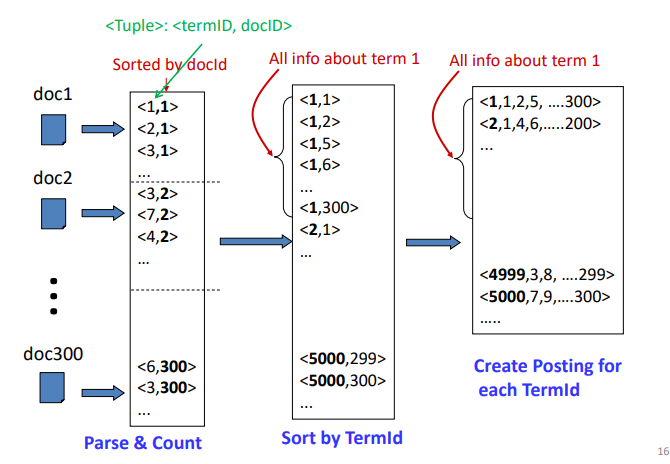 <Tuple>: <termID, docID>
Sorted by docId
All info about term 1
All info about term 1
doc1
<1,1>
<2,1>
<3,1>
...
doc2
<3,2>
<7,2>
<4,2>
...
doc300
<6,300>
<3,300>
...
Parse & Count
<1,1>
<1,2>
<1,5>
<1,6>
...
<1,300>
<2,1>
...
<5000,299>
<5000,300>
...
Sort by TermId
<1,1,2,5, ….300>
<2,1,4,6,…..200>
...
<4999,3,8, ….299>
<5000,7,9,….300>
…..
Create Posting for
each TermId
16